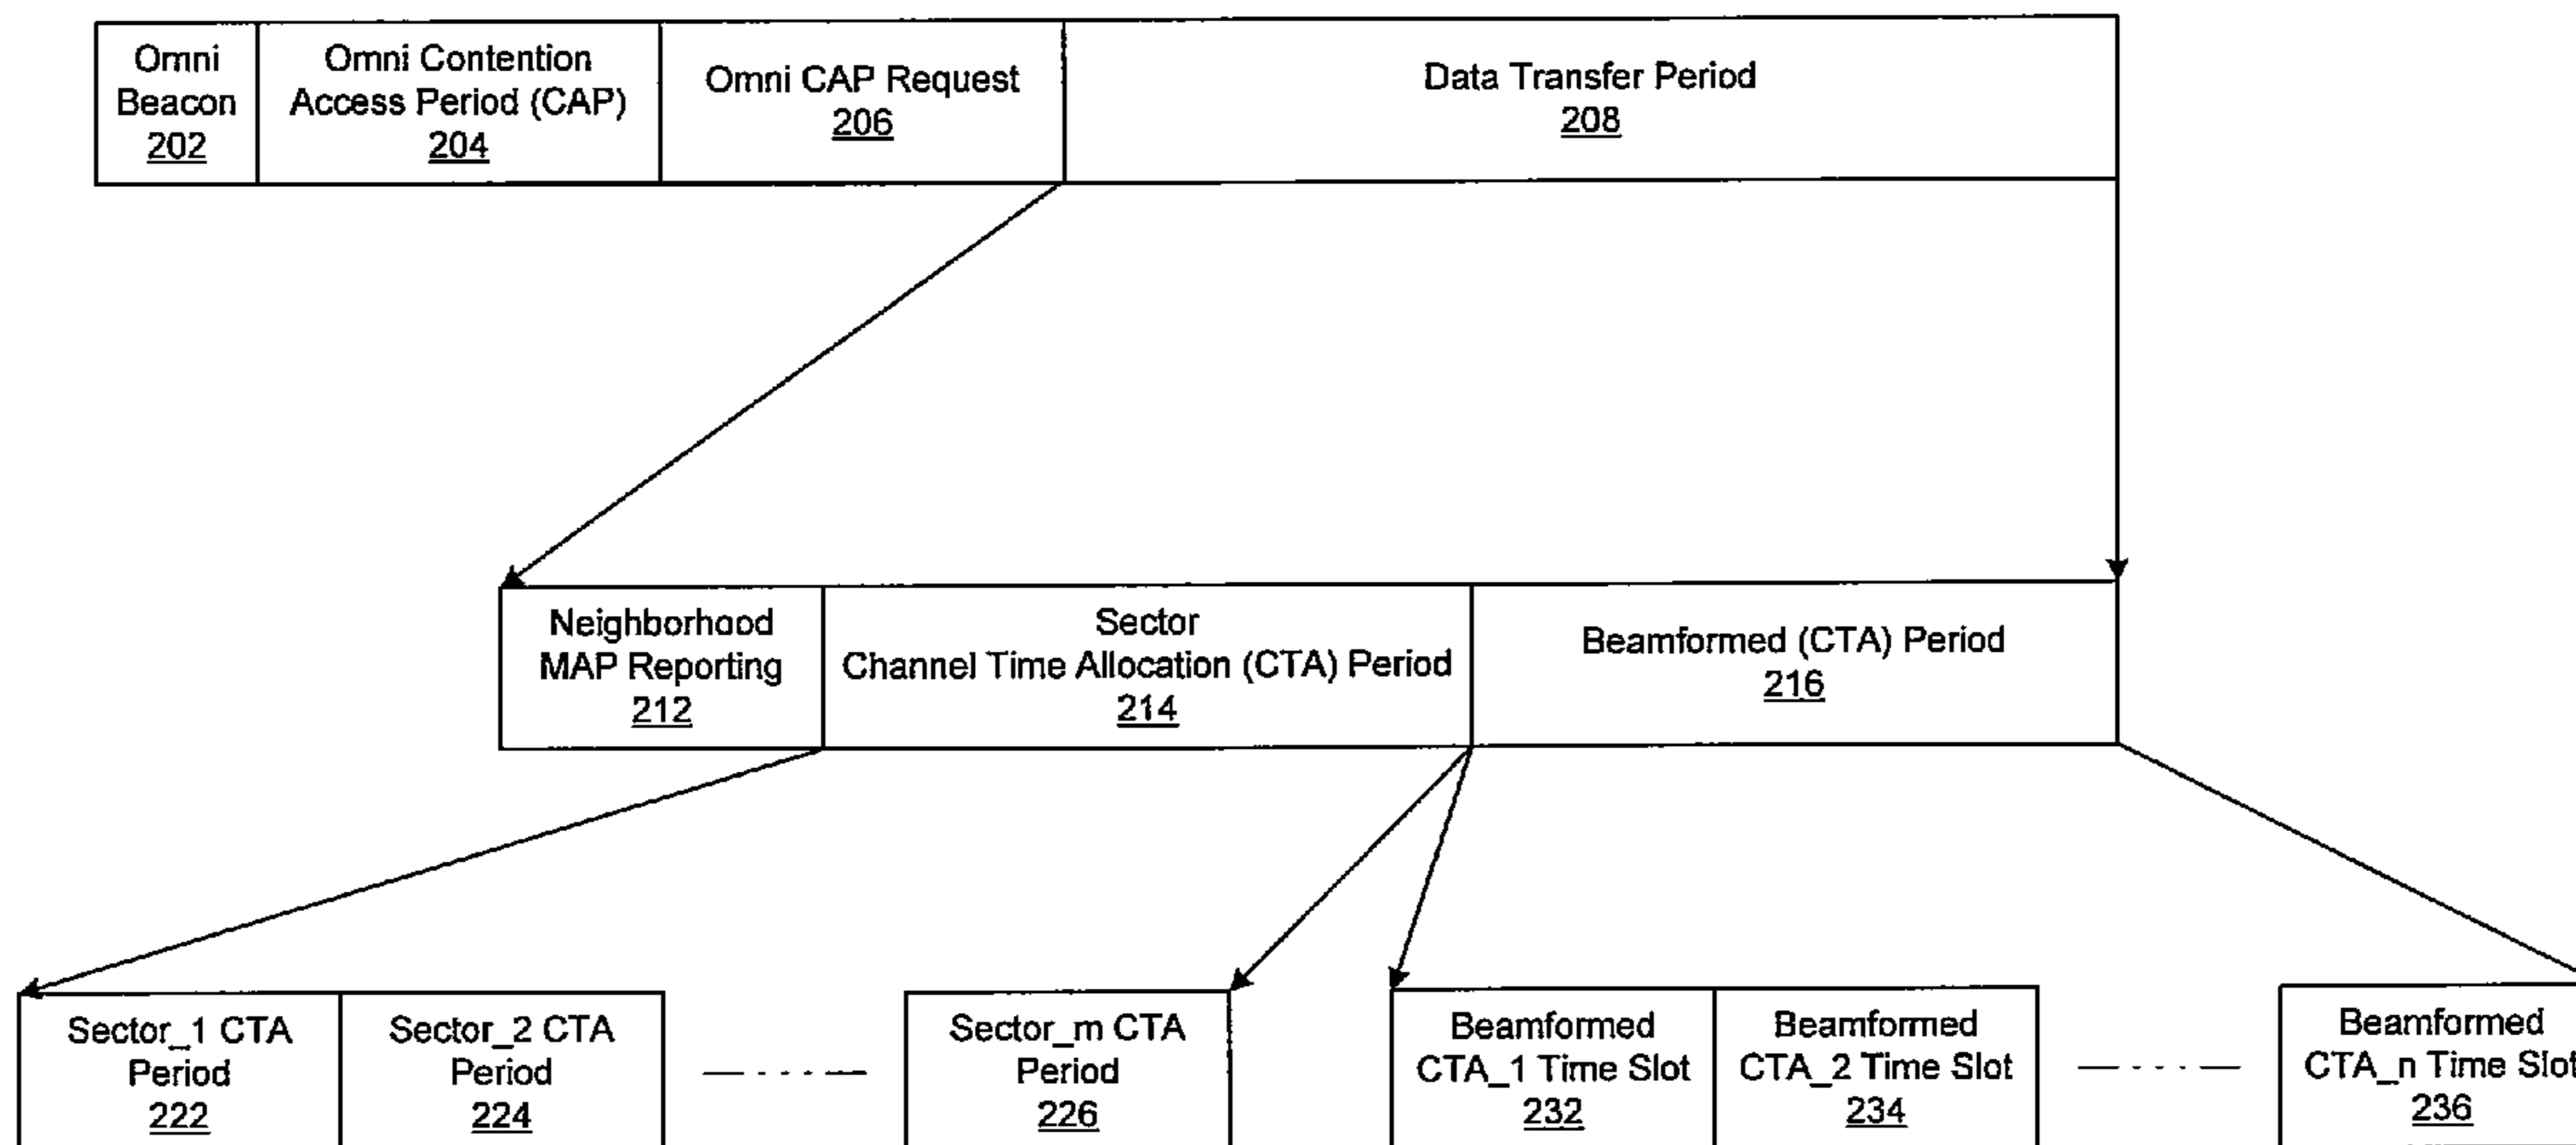 Omni
Beacon
202
Omni Contention
Access Period (CAP)
204
Omni CAP Request
206
Data Transfer Period
208
Neighborhood
MAP Reporting
212
Sector
Channel Time Allocation (CTA) Period
214
Beamformed (CTA) Period
216
Sector_1 CTA
Period
222
Sector_2 CTA
Period
224
Sector_m CTA
Period
226
Beamformed
CTA_1 Time Slot
232
Beamformed
CTA_2 Time Slot
234
Beamformed
CTA_n Time Slot
236